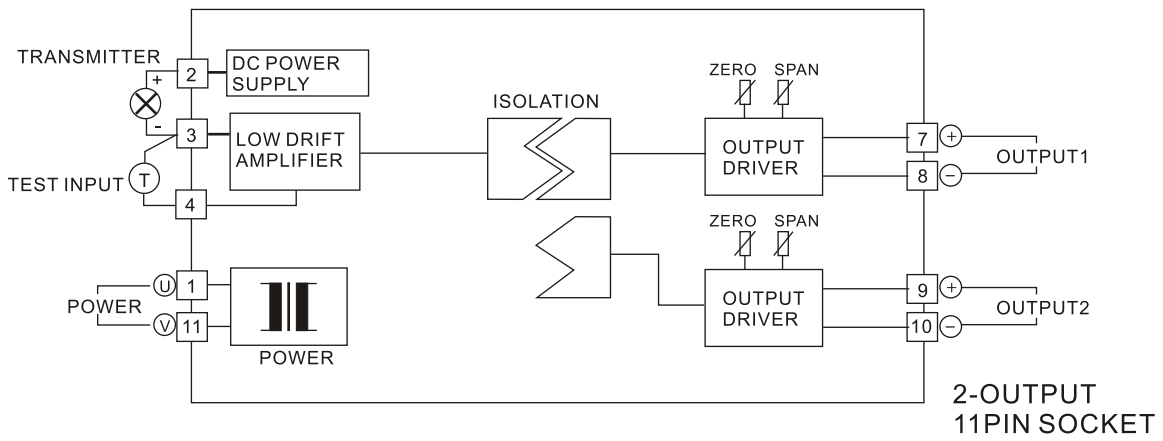 TRANSMITTER
+
-
2
DC POWER
SUPPLY
3
LOW DRIFT
AMPLIFIER
TEST INPUT
T
4
ISOLATION
ZERO SPAN
OUTPUT
DRIVER
7 +
8 −
OUTPUT1
ZERO SPAN
OUTPUT
DRIVER
9 +
10 −
OUTPUT2
POWER
U 1
V 11
POWER
2-OUTPUT
11PIN SOCKET